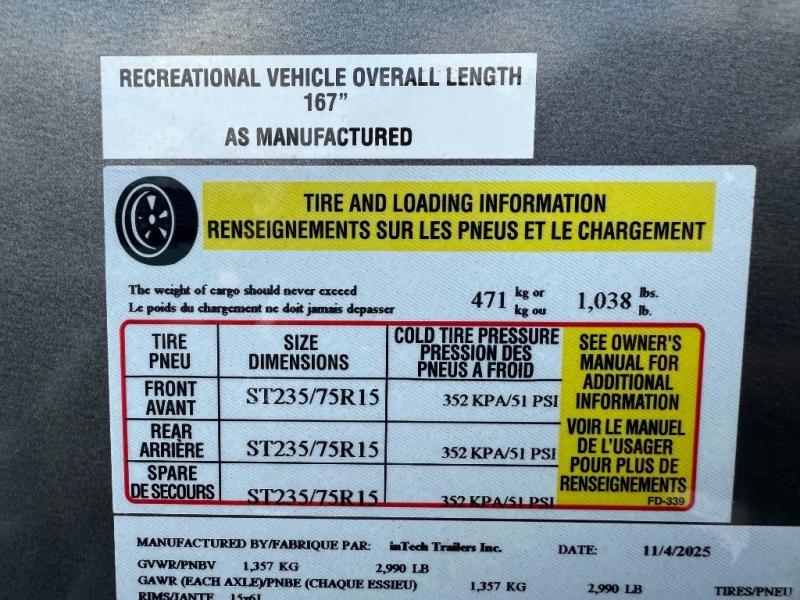 RECREATIONAL VEHICLE OVERALL LENGTH
167"
AS MANUFACTURED
TIRE AND LOADING INFORMATION
RENSEIGNEMENTS SUR LES PNEUS ET LE CHARGEMENT
The weight of cargo should never exceed
Le poids du chargement ne doit jamais depasser
471 kg or
kg ou
1,038 lbs.
lb.
TIRE
PNEU
SIZE
DIMENSIONS
COLD TIRE PRESSURE
PRESSION DES
PNEUS A FROID
FRONT
AVANT
ST235/75R15
352 KPA/51 PSI
REAR
ARRIÈRE
ST235/75R15
352 KPA/51 PSI
SPARE
DE SECOURS
ST235/75R15
352 KPA/51 PSI
SEE OWNER'S
MANUAL FOR
ADDITIONAL
INFORMATION
VOIR LE MANUEL
DE L'USAGER
POUR PLUS DE
RENSEIGNEMENTS
FD-339
MANUFACTURED BY/FABRIQUE PAR: inTech Trailers Inc. DATE: 11/4/2025
GVWR/PNBV 1,357 KG 2,990 LB
GAWR (EACH AXLE)/PNBE (CHAQUE ESSIEU) 1,357 KG 2,990 LB TIRES/PNEU
RIMS/JANTE 15x6J